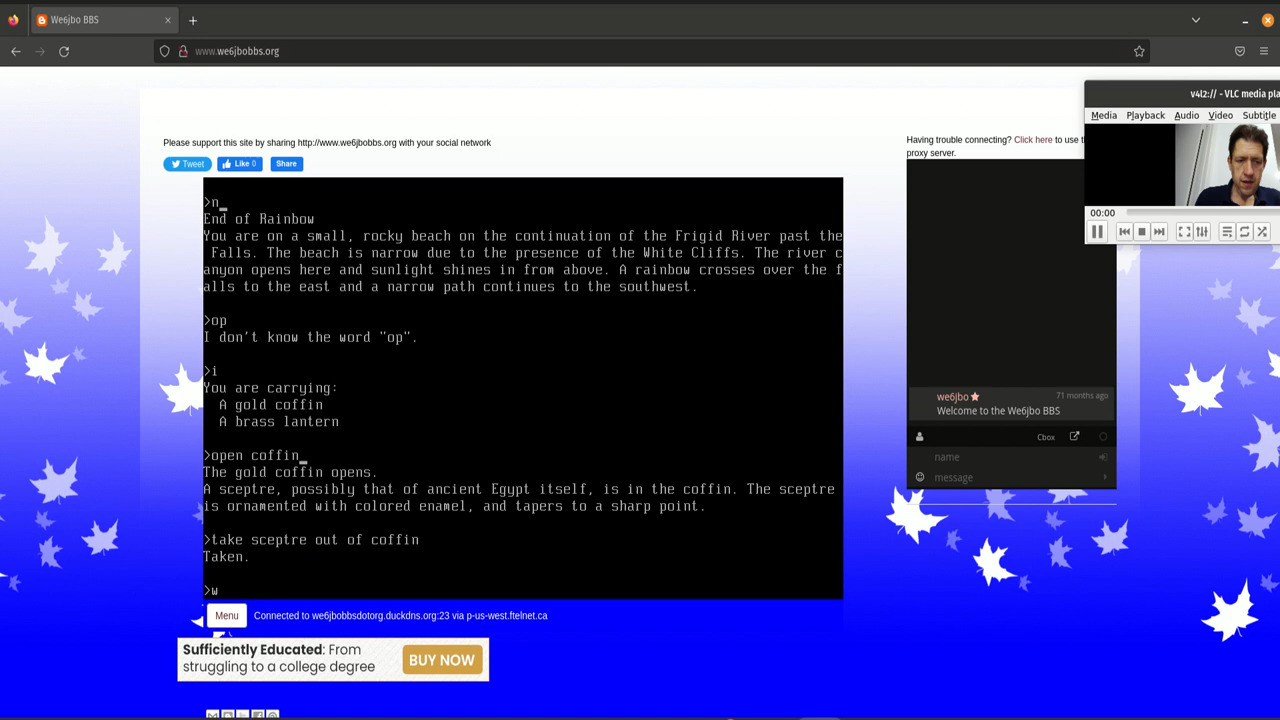 We6jbo BBS
www.we6jbobbs.org
v4l2:// - VLC media pla
Media Playback Audio Video Subtitle
00:00
Please support this site by sharing http://www.we6jbobbs.org with your social network
Tweet Like 0 Share
Having trouble connecting? Click here to use t
proxy server.
>n_
End of Rainbow
You are on a small, rocky beach on the continuation of the Frigid River past the
Falls. The beach is narrow due to the presence of the White Cliffs. The river c
anyon opens here and sunlight shines in from above. A rainbow crosses over the f
alls to the east and a narrow path continues to the southwest.
>op
I don't know the word "op".
>i
You are carrying:
A gold coffin
A brass lantern
>open coffin_
The gold coffin opens.
A sceptre, possibly that of ancient Egypt itself, is in the coffin. The sceptre
is ornamented with colored enamel, and tapers to a sharp point.
>take sceptre out of coffin
Taken.
>w
we6jbo 71 months ago
Welcome to the We6jbo BBS
Cbox
name
message
Menu Connected to we6jbobbsdotorg.duckdns.org:23 via p-us-west.ftelnet.ca
Sufficiently Educated: From
struggling to a college degree
BUY NOW